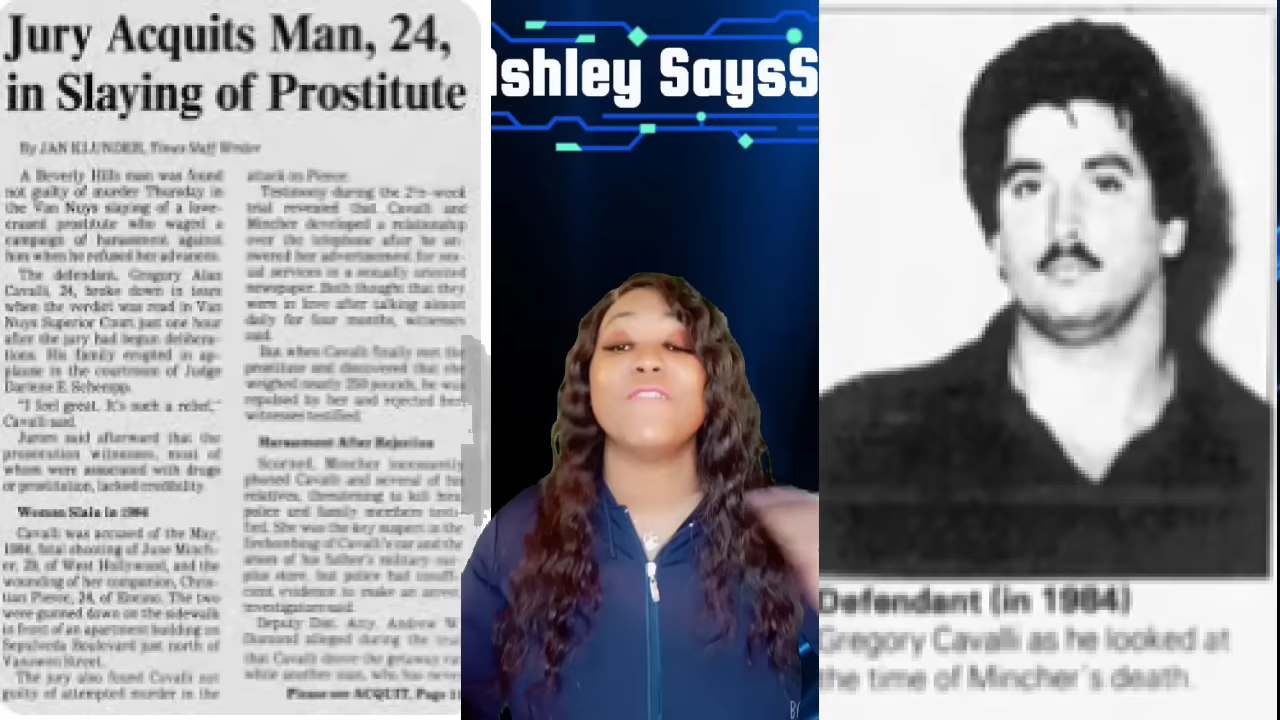 Jury Acquits Man, 24,
in Slaying of Prostitute
By JAN KLUNDER, Times Staff Writer
A Beverly Hills man was found
not guilty of murder Thursday in
the Van Nuys slaying of a love-
crazed prostitute who waged a
campaign of harassment against
him when he refused her advances.
The defendant, Gregory Alan
Cavalli, 24, broke down in tears
when the verdict was read in Van
Nuys Superior Court just one hour
after the jury had begun delibera-
tions. His family erupted in ap-
plause in the courtroom of Judge
Darlene E. Schempp.
"I feel great. It's such a relief,"
Cavalli said.
Jurors said afterward that the
prosecution witnesses, most of
whom were associated with drugs
or prostitution, lacked credibility.
Woman Slain in 1984
Cavalli was accused of the May,
1984, fatal shooting of June Minch-
er, 29, of West Hollywood, and the
wounding of her companion, Chris-
tian Pierce, 24, of Encino. The two
were gunned down on the sidewalk
in front of an apartment building on
Sepulveda Boulevard just north of
Vanowen Street.
The jury also found Cavalli not
guilty of attempted murder in the
attack on Pierce.
Testimony during the 2½-week
trial revealed that Cavalli and
Mincher developed a relationship
over the telephone after he an-
swered her advertisement for sex-
ual services in a sexually oriented
newspaper. Both thought that they
were in love after talking almost
daily for four months, witnesses
said.
But when Cavalli finally met the
prostitute and discovered that she
weighed nearly 250 pounds, he was
repulsed by her and rejected her,
witnesses testified.
Harassment After Rejection
Scorned, Mincher incessantly
phoned Cavalli and several of his
relatives, threatening to kill him,
police and family members testi-
fied. She was the key suspect in the
firebombing of Cavalli's car and the
arson of his father's military sur-
plus store, but police had insuffi-
cient evidence to make an arrest,
investigators said.
Deputy Dist. Atty. Andrew W.
Diamond alleged during the trial
that Cavalli drove the getaway car
while another man, who has never
Please see ACQUIT, Page 11
Ashley SaysS
Defendant (in 1984)
Gregory Cavalli as he looked at
the time of Mincher's death.